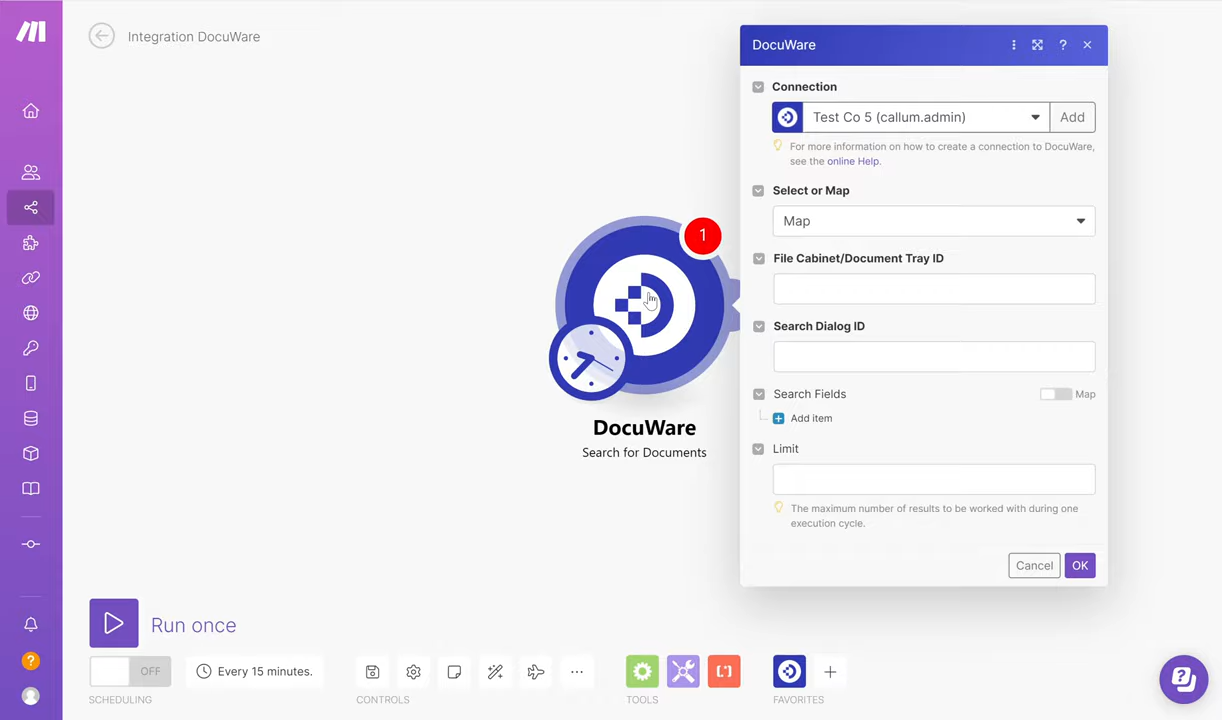 Integration DocuWare
DocuWare
?
Connection
Test Co 5 (callum.admin)
Add
For more information on how to create a connection to DocuWare,
see the online Help.
Select or Map
Map
File Cabinet/Document Tray ID
Search Dialog ID
Search Fields
Map
Add item
Limit
The maximum number of results to be worked with during one
execution cycle.
Cancel
OK
1
DocuWare
Search for Documents
Run once
OFF
Every 15 minutes.
SCHEDULING
CONTROLS
TOOLS
FAVORITES
?
?